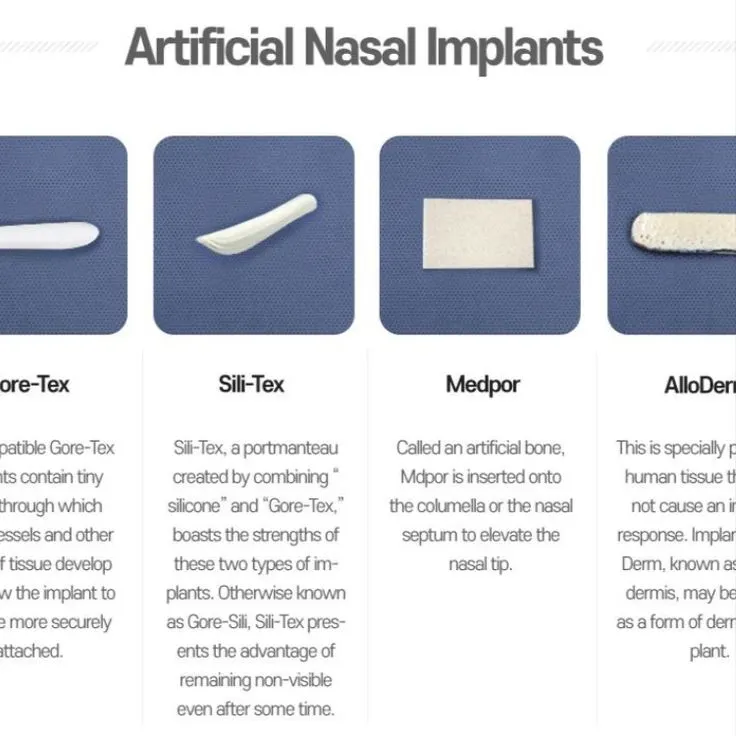 Artificial Nasal Implants
ore-Tex
patible Gore-Tex
ts contain tiny
through which
essels and other
f tissue develop
w the implant to
e more securely
attached.
Sili-Tex
Sili-Tex, a portmanteau
created by combining “
silicone” and “Gore-Tex,”
boasts the strengths of
these two types of im-
plants. Otherwise known
as Gore-Sili, Sili-Tex pres-
ents the advantage of
remaining non-visible
even after some time.
Medpor
Called an artificial bone,
Mdpor is inserted onto
the columella or the nasal
septum to elevate the
nasal tip.
AlloDer
This is specially p
human tissue th
not cause an i
response. Implan
Derm, known as
dermis, may be
as a form of der
plant.